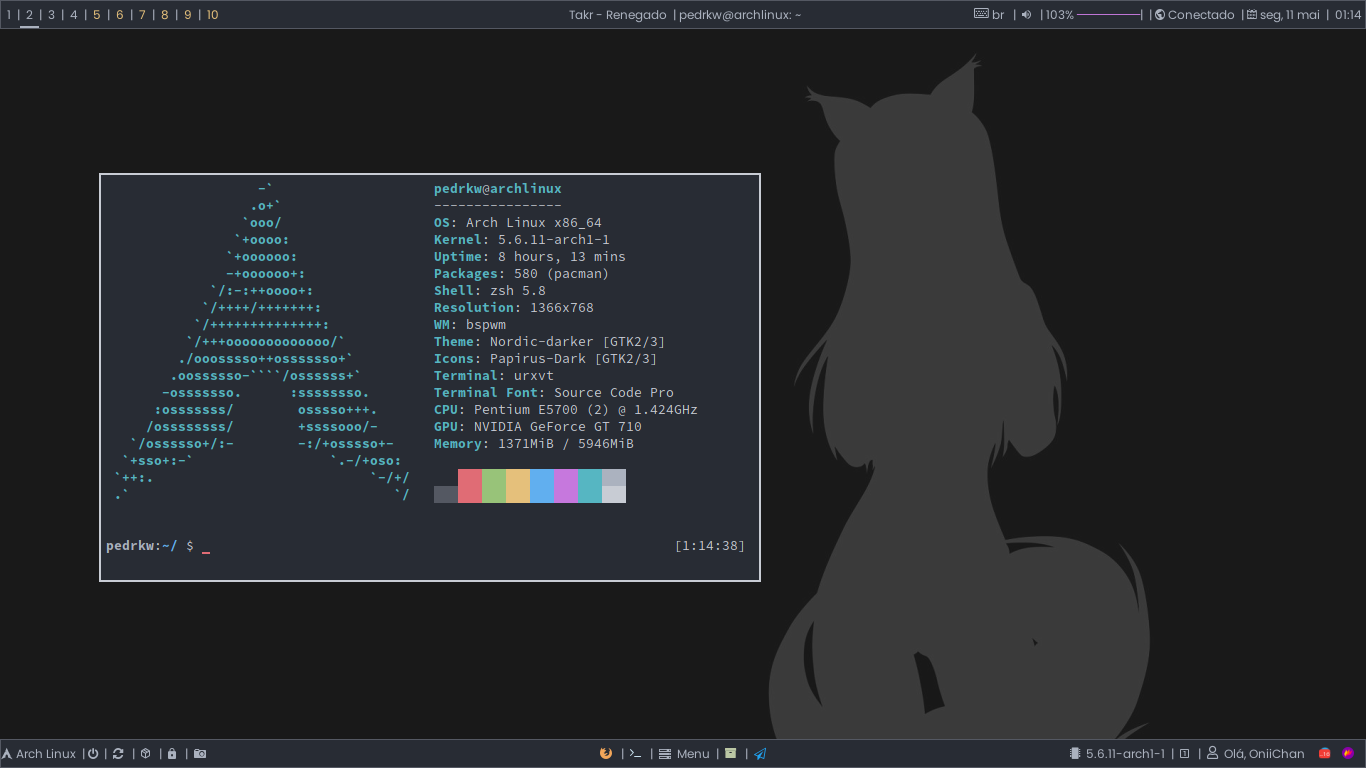 1 | 2 | 3 | 4 | 5 | 6 | 7 | 8 | 9 | 10
Takr - Renegado | pedrkw@archlinux: ~
br | | 103% | | Conectado | seg, 11 mai | 01:14
-`
.o+`
`ooo/
`+oooo:
`+oooooo:
-+oooooo+:
`/:-:++oooo+:
`/++++/+++++++:
`/++++++++++++++:
`/+++ooooooooooooo/`
./ooosssso++osssssso+`
.oossssso-````/ossssss+`
-osssssso.      :ssssssso.
:osssssss/        osssso+++.
/ossssssss/        +ssssooo/-
`/ossssso+/:-        -:/+osssso+-
`+sso+:-`                 `.-/+oso:
`++:.                           `-/+/
.`                                 `/
pedrkw@archlinux
----------------
OS: Arch Linux x86_64
Kernel: 5.6.11-arch1-1
Uptime: 8 hours, 13 mins
Packages: 580 (pacman)
Shell: zsh 5.8
Resolution: 1366x768
WM: bspwm
Theme: Nordic-darker [GTK2/3]
Icons: Papirus-Dark [GTK2/3]
Terminal: urxvt
Terminal Font: Source Code Pro
CPU: Pentium E5700 (2) @ 1.424GHz
GPU: NVIDIA GeForce GT 710
Memory: 1371MiB / 5946MiB
pedrkw:~/ $ _ [1:14:38]
Arch Linux | | | | |
| >_ | Menu | |
5.6.11-arch1-1 | 1 | Olá, OniiChan